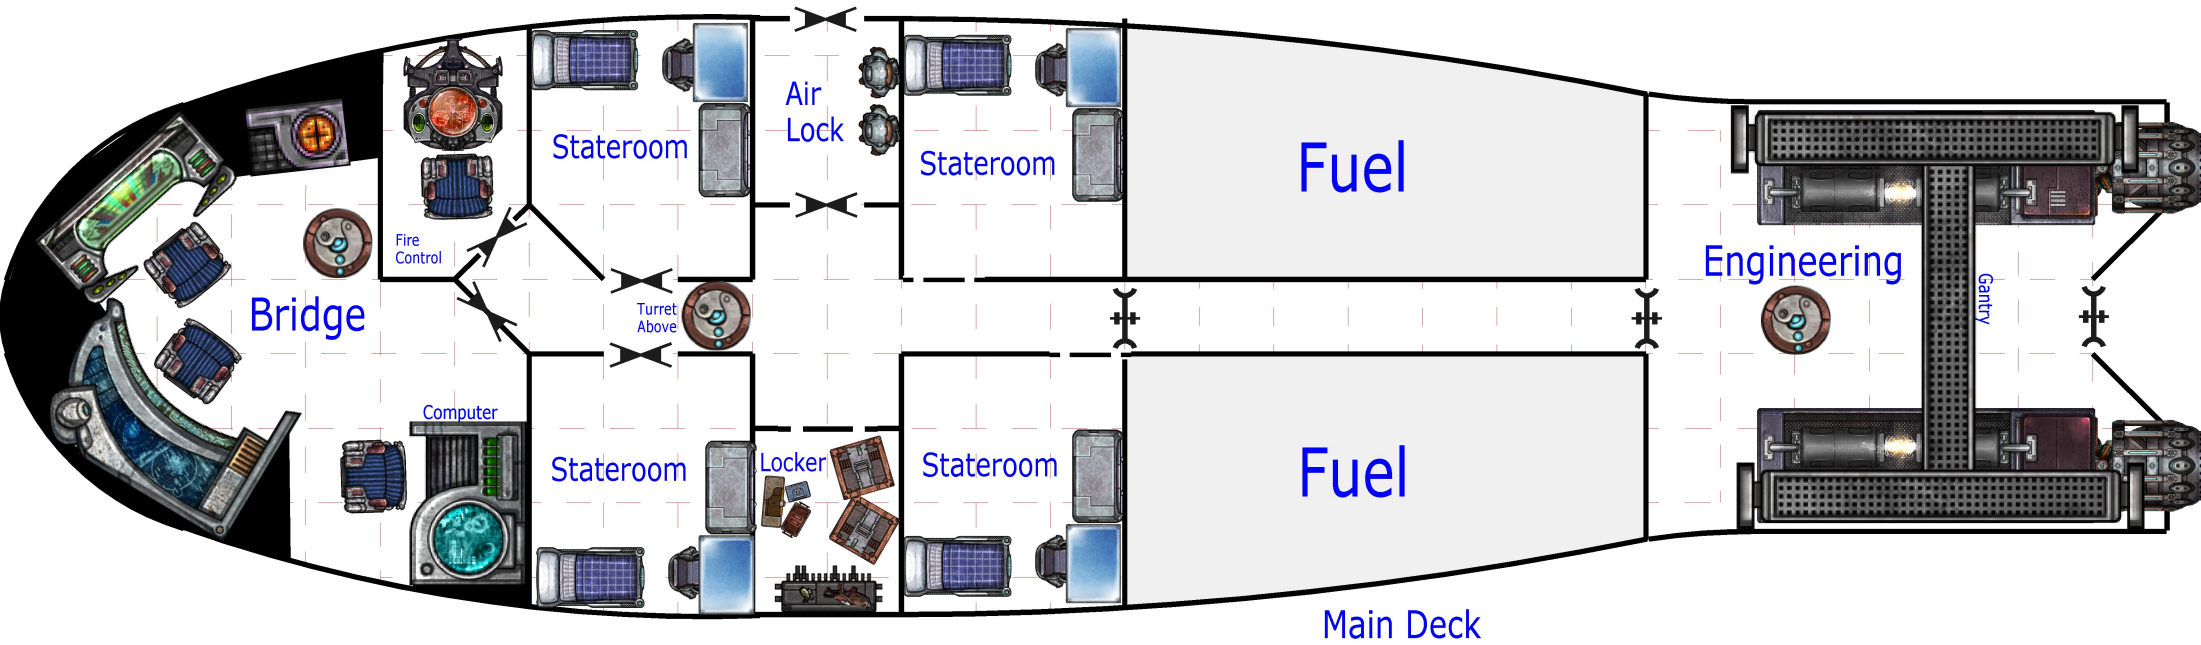 Air
Lock
Stateroom
Stateroom
Fuel
Fire
Control
Engineering
Gantry
Bridge
Turret
Above
Computer
Stateroom
Locker
Stateroom
Fuel
Main Deck